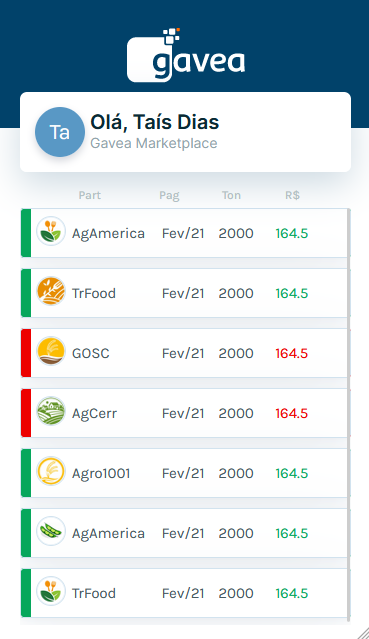 gavea
Ta
Olá, Taís Dias
Gavea Marketplace
Part Pag Ton R$
AgAmerica Fev/21 2000 164.5
TrFood Fev/21 2000 164.5
GOSC Fev/21 2000 164.5
AgCerr Fev/21 2000 164.5
Agro1001 Fev/21 2000 164.5
AgAmerica Fev/21 2000 164.5
TrFood Fev/21 2000 164.5